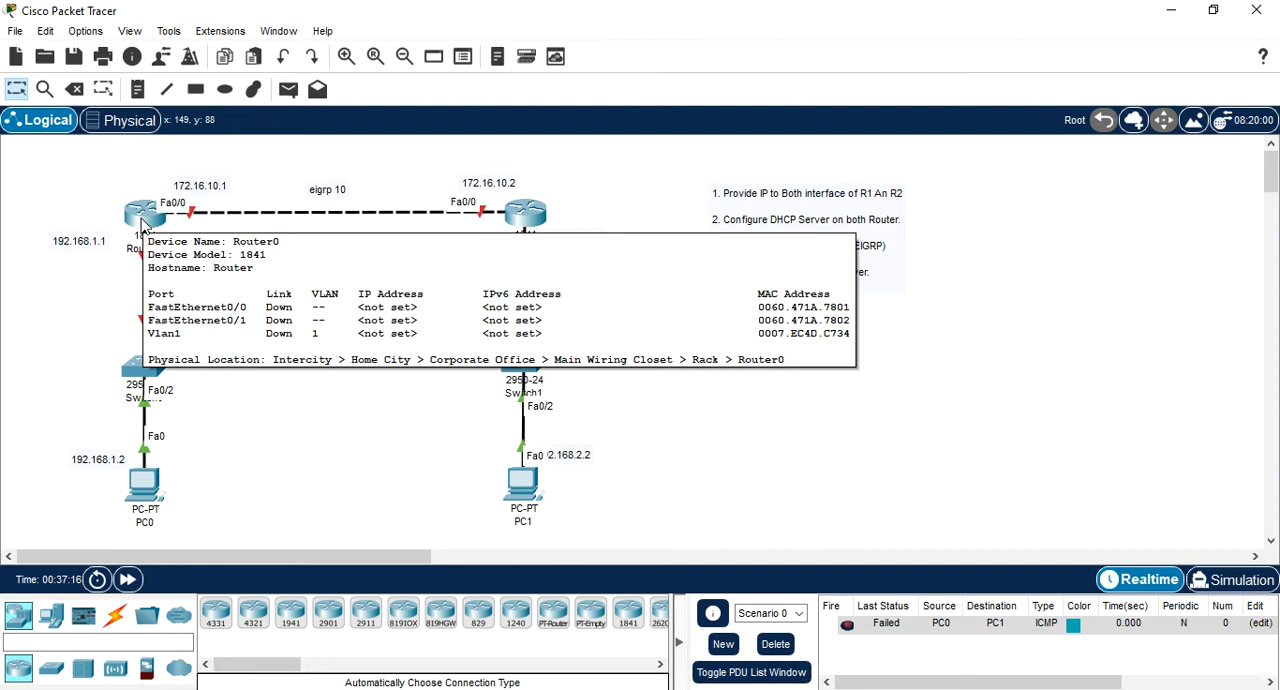 Cisco Packet Tracer
File Edit Options View Tools Extensions Window Help
Logical Physical x: 149, y: 88 Root 08:20:00
172.16.10.1 eigrp 10 172.16.10.2
Fa0/0 Fa0/0
192.168.1.1
1. Provide IP to Both interface of R1 An R2
2. Configure DHCP Server on both Router.
EIGRP)
er.
Device Name: Router0
Device Model: 1841
Hostname: Router
Port Link VLAN IP Address IPv6 Address MAC Address
FastEthernet0/0 Down -- <not set> <not set> 0060.471A.7801
FastEthernet0/1 Down -- <not set> <not set> 0060.471A.7802
Vlan1 Down 1 <not set> <not set> 0007.EC4D.C734
Physical Location: Intercity > Home City > Corporate Office > Main Wiring Closet > Rack > Router0
295 Fa0/2
2950-24
Switch1
Fa0/2
Fa0
192.168.1.2
Fa0 2.168.2.2
PC-PT
PC0
PC-PT
PC1
Time: 00:37:16 Realtime Simulation
4331 4321 1941 2901 2911 819IOX 819HGW 829 1240 PT-Router PT-Empty 1841 2620
Automatically Choose Connection Type
Scenario 0
New Delete
Toggle PDU List Window
Fire Last Status Source Destination Type Color Time(sec) Periodic Num Edit
Failed PC0 PC1 ICMP 0.000 N 0 (edit)